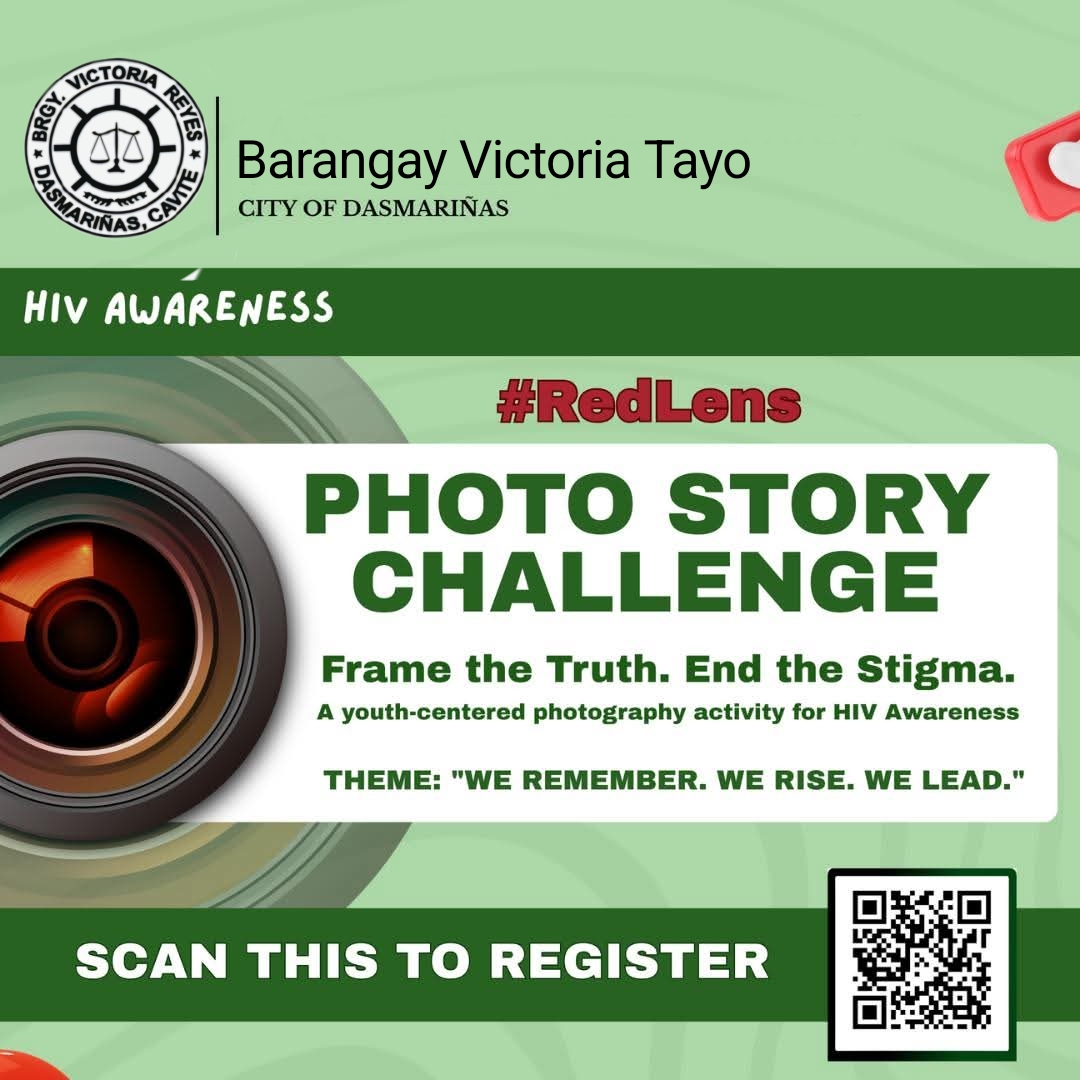 BRGY. VICTORIA REYES
★ DASMARIÑAS, CAVITE ★
Barangay Victoria Tayo
CITY OF DASMARIÑAS
HIV AWARENESS
#RedLens
PHOTO STORY
CHALLENGE
Frame the Truth. End the Stigma.
A youth-centered photography activity for HIV Awareness
THEME: "WE REMEMBER. WE RISE. WE LEAD."
SCAN THIS TO REGISTER